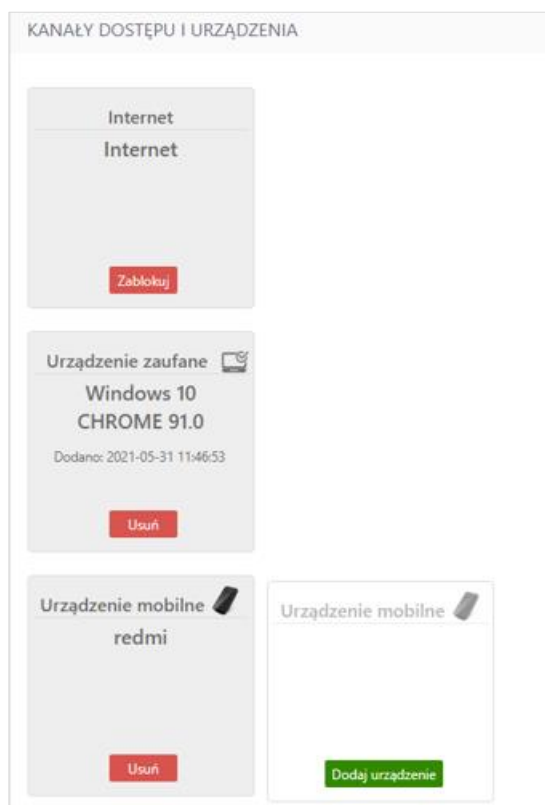 KANAŁY DOSTĘPU I URZĄDZENIA
Internet
Internet
Zablokuj
Urządzenie zaufane
Windows 10
CHROME 91.0
Dodano: 2021-05-31 11:46:53
Usuń
Urządzenie mobilne
redmi
Usuń
Urządzenie mobilne
Dodaj urządzenie